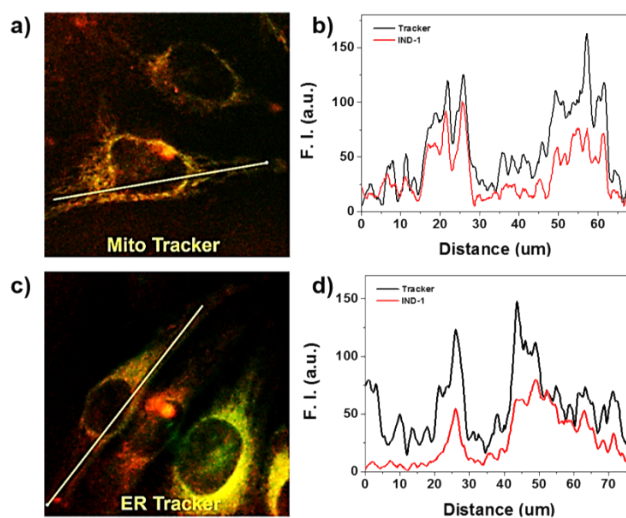 a)
Mito Tracker
b)
Tracker
IND-1
F. I. (a.u.)
150
100
50
0
0 10 20 30 40 50 60
Distance (um)
c)
ER Tracker
d)
Tracker
IND-1
F. I. (a.u.)
150
100
50
0
0 10 20 30 40 50 60 70
Distance (um)